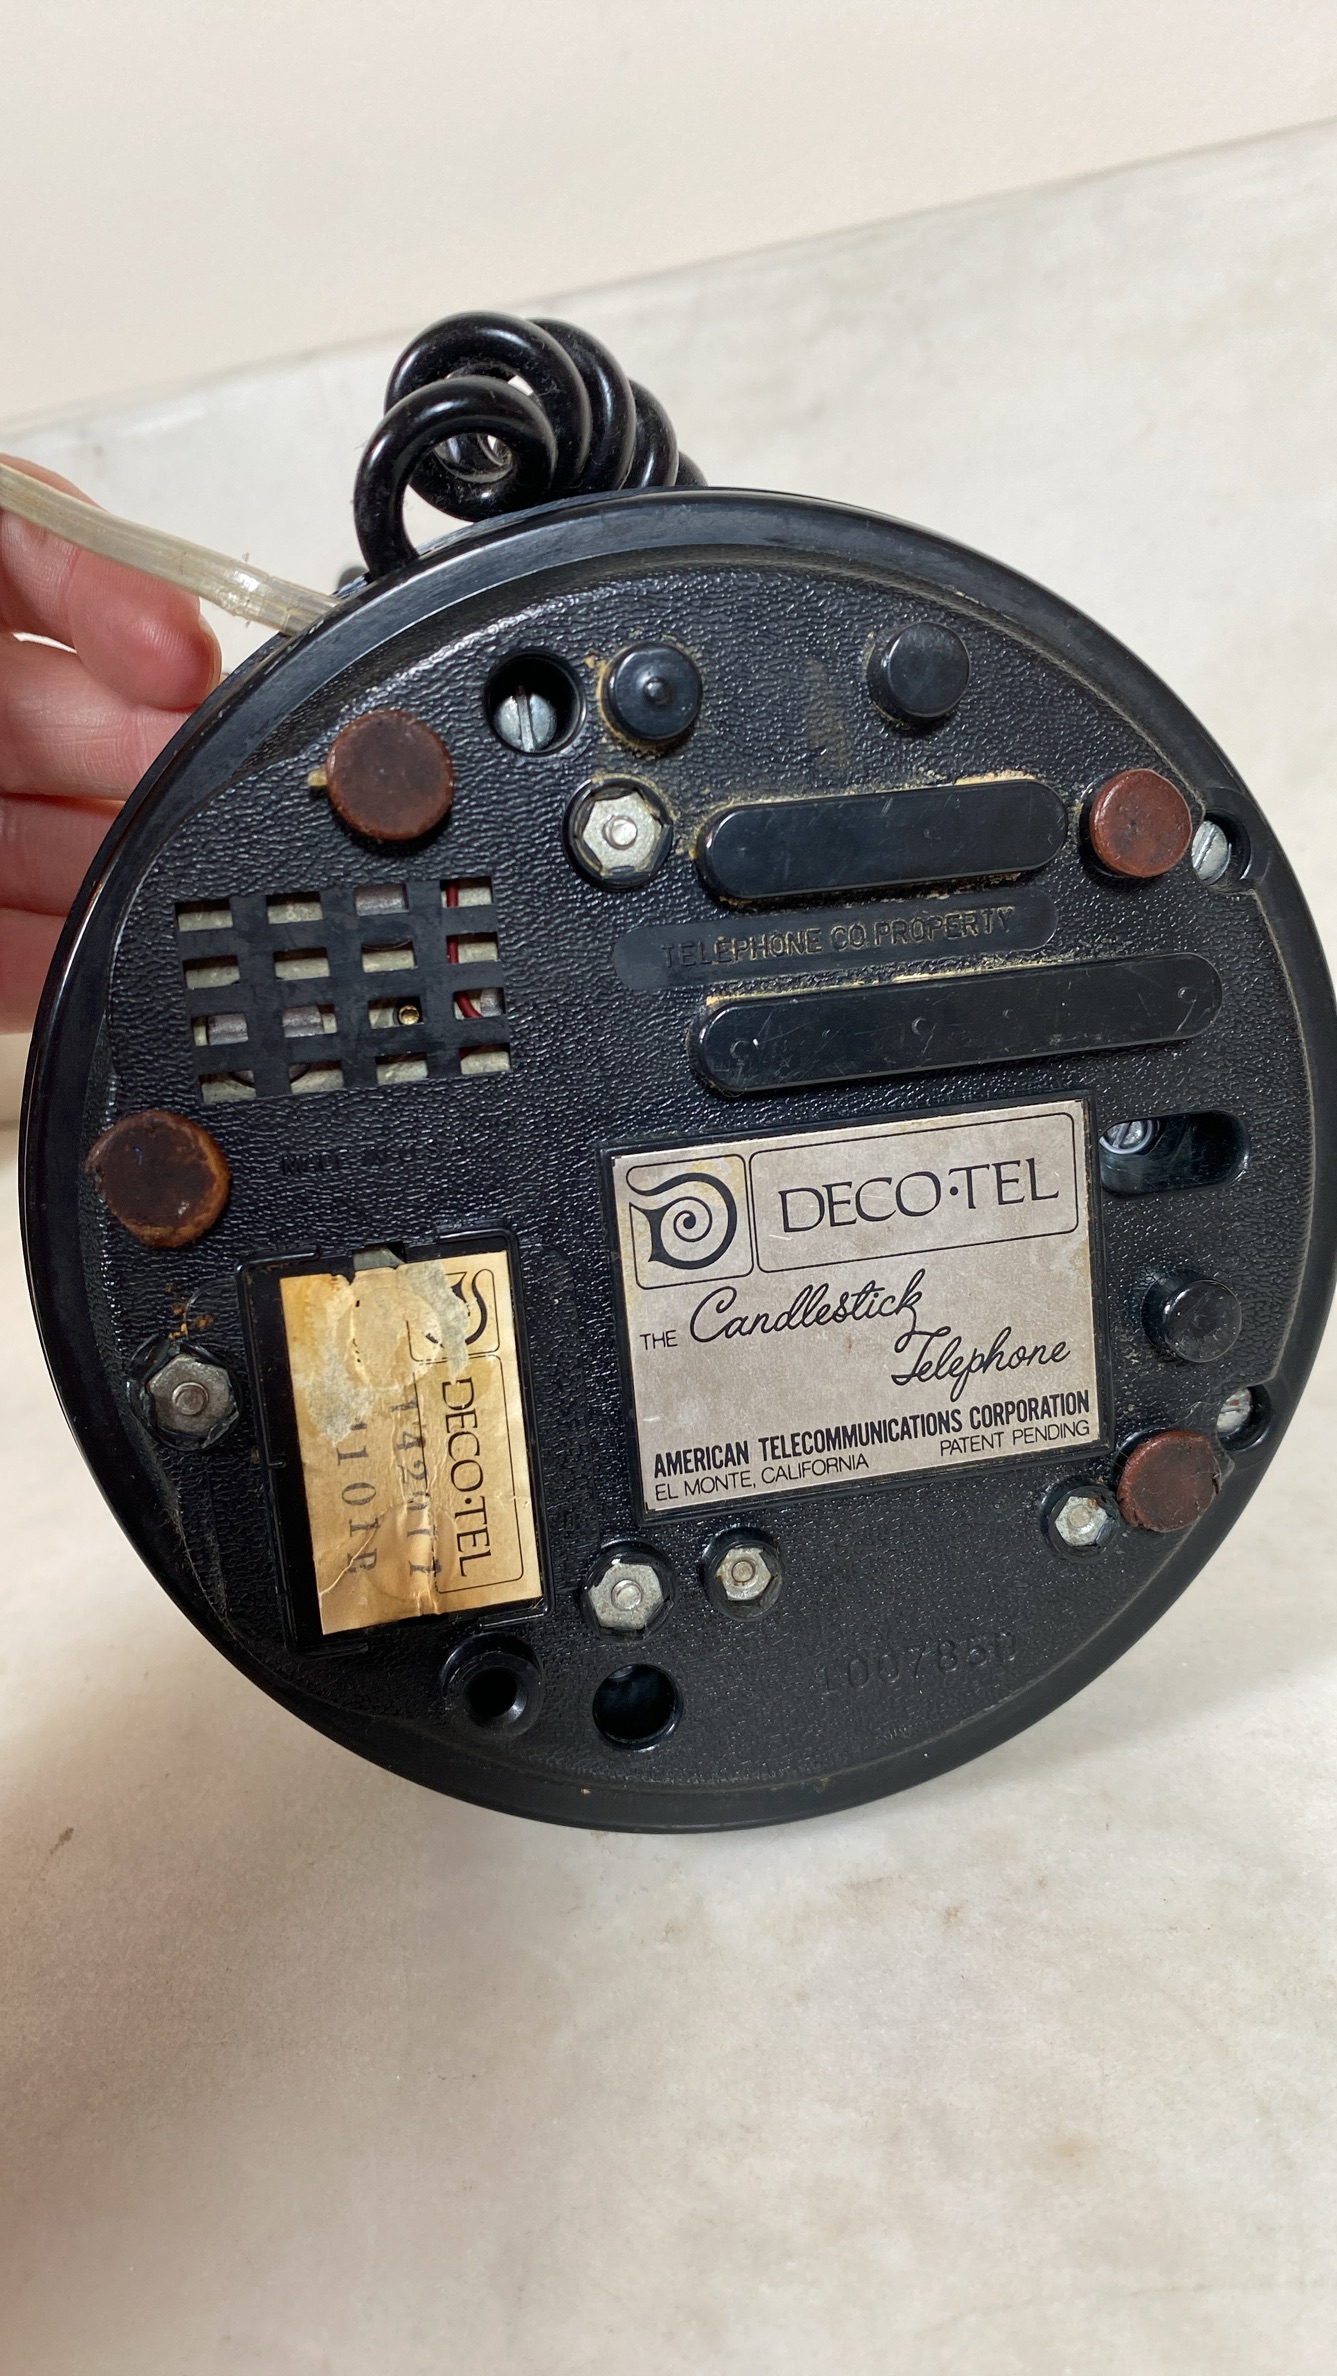 TELEPHONE CO. PROPERTY
DECO·TEL
THE Candlestick
Telephone
AMERICAN TELECOMMUNICATIONS CORPORATION
EL MONTE, CALIFORNIA PATENT PENDING
DECO·TEL